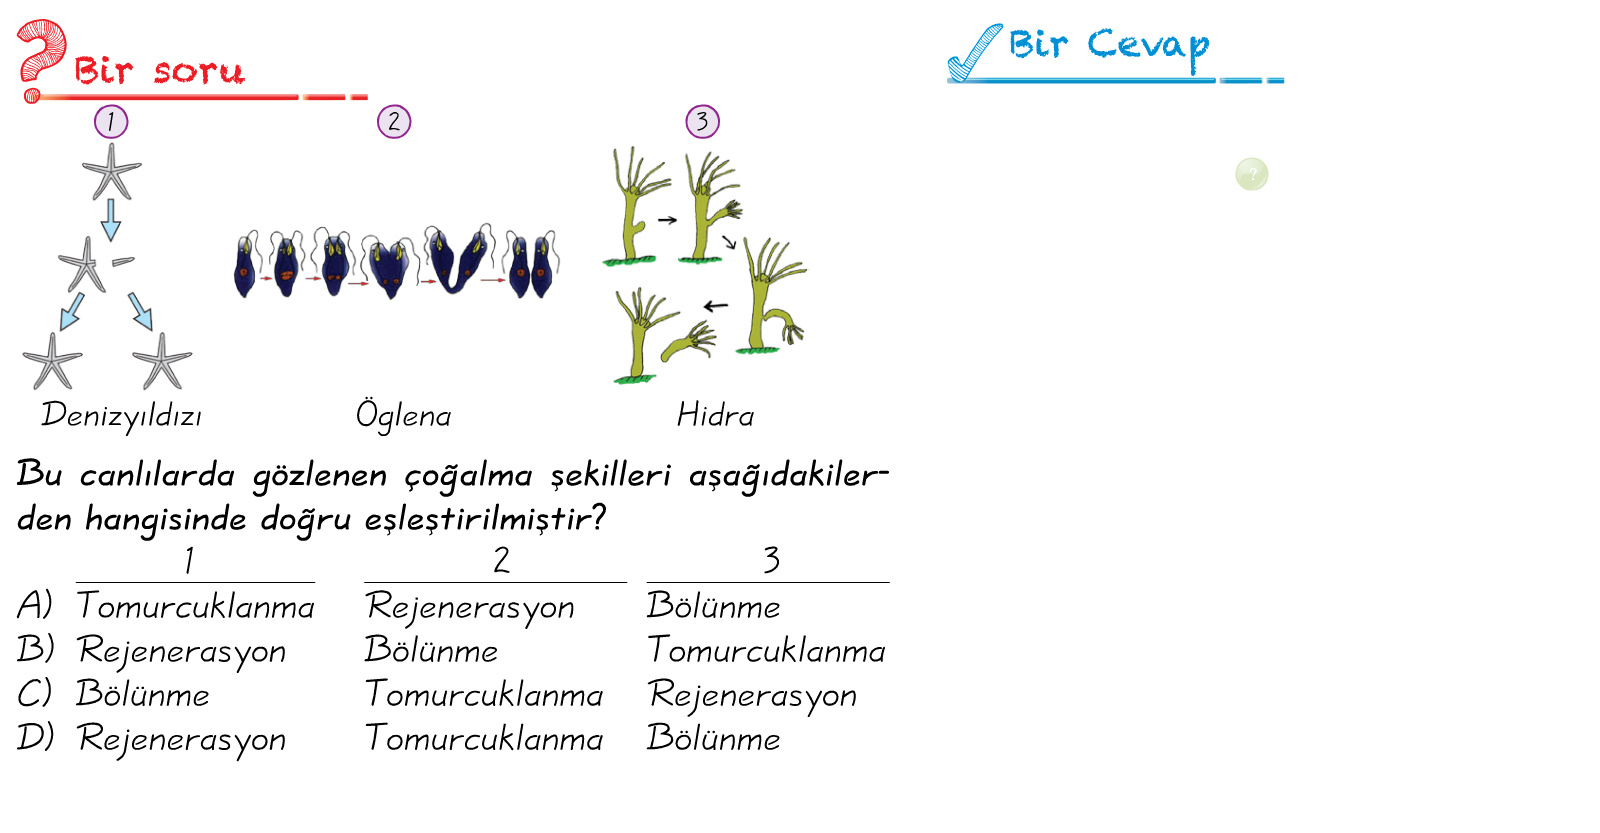 Bir soru
Bir Cevap
1 2 3
?
Denizyıldızı Öglena Hidra
Bu canlılarda gözlenen çoğalma şekilleri aşağıdakiler-
den hangisinde doğru eşleştirilmiştir?
1 2 3
A) Tomurcuklanma Rejenerasyon Bölünme
B) Rejenerasyon Bölünme Tomurcuklanma
C) Bölünme Tomurcuklanma Rejenerasyon
D) Rejenerasyon Tomurcuklanma Bölünme